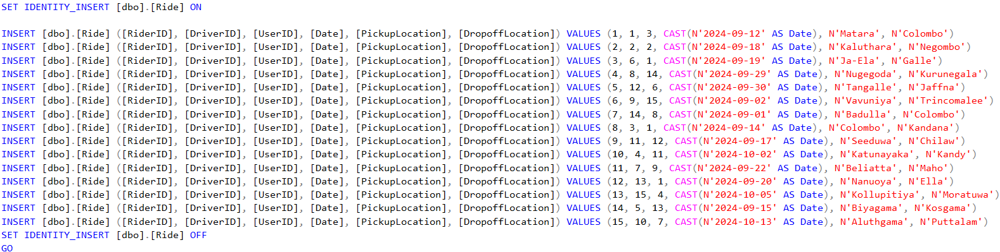 SET IDENTITY_INSERT [dbo].[Ride] ON
INSERT [dbo].[Ride] ([RiderID], [DriverID], [UserID], [Date], [PickupLocation], [DropoffLocation]) VALUES (1, 1, 3, CAST(N'2024-09-12' AS Date), N'Matara', N'Colombo')
INSERT [dbo].[Ride] ([RiderID], [DriverID], [UserID], [Date], [PickupLocation], [DropoffLocation]) VALUES (2, 2, 2, CAST(N'2024-09-18' AS Date), N'Kaluthara', N'Negombo')
INSERT [dbo].[Ride] ([RiderID], [DriverID], [UserID], [Date], [PickupLocation], [DropoffLocation]) VALUES (3, 6, 1, CAST(N'2024-09-19' AS Date), N'Ja-Ela', N'Galle')
INSERT [dbo].[Ride] ([RiderID], [DriverID], [UserID], [Date], [PickupLocation], [DropoffLocation]) VALUES (4, 8, 14, CAST(N'2024-09-29' AS Date), N'Nugegoda', N'Kurunegala')
INSERT [dbo].[Ride] ([RiderID], [DriverID], [UserID], [Date], [PickupLocation], [DropoffLocation]) VALUES (5, 12, 6, CAST(N'2024-09-30' AS Date), N'Tangalle', N'Jaffna')
INSERT [dbo].[Ride] ([RiderID], [DriverID], [UserID], [Date], [PickupLocation], [DropoffLocation]) VALUES (6, 9, 15, CAST(N'2024-09-02' AS Date), N'Vavuniya', N'Trincomalee')
INSERT [dbo].[Ride] ([RiderID], [DriverID], [UserID], [Date], [PickupLocation], [DropoffLocation]) VALUES (7, 14, 8, CAST(N'2024-09-01' AS Date), N'Badulla', N'Colombo')
INSERT [dbo].[Ride] ([RiderID], [DriverID], [UserID], [Date], [PickupLocation], [DropoffLocation]) VALUES (8, 3, 1, CAST(N'2024-09-14' AS Date), N'Colombo', N'Kandana')
INSERT [dbo].[Ride] ([RiderID], [DriverID], [UserID], [Date], [PickupLocation], [DropoffLocation]) VALUES (9, 11, 12, CAST(N'2024-09-17' AS Date), N'Seeduwa', N'Chilaw')
INSERT [dbo].[Ride] ([RiderID], [DriverID], [UserID], [Date], [PickupLocation], [DropoffLocation]) VALUES (10, 4, 11, CAST(N'2024-10-02' AS Date), N'Katunayaka', N'Kandy')
INSERT [dbo].[Ride] ([RiderID], [DriverID], [UserID], [Date], [PickupLocation], [DropoffLocation]) VALUES (11, 7, 9, CAST(N'2024-09-22' AS Date), N'Beliatta', N'Maho')
INSERT [dbo].[Ride] ([RiderID], [DriverID], [UserID], [Date], [PickupLocation], [DropoffLocation]) VALUES (12, 13, 1, CAST(N'2024-09-20' AS Date), N'Nanuoya', N'Ella')
INSERT [dbo].[Ride] ([RiderID], [DriverID], [UserID], [Date], [PickupLocation], [DropoffLocation]) VALUES (13, 15, 4, CAST(N'2024-10-05' AS Date), N'Kollupitiya', N'Moratuwa')
INSERT [dbo].[Ride] ([RiderID], [DriverID], [UserID], [Date], [PickupLocation], [DropoffLocation]) VALUES (14, 5, 13, CAST(N'2024-09-15' AS Date), N'Biyagama', N'Kosgama')
INSERT [dbo].[Ride] ([RiderID], [DriverID], [UserID], [Date], [PickupLocation], [DropoffLocation]) VALUES (15, 10, 7, CAST(N'2024-10-13' AS Date), N'Aluthgama', N'Puttalam')
SET IDENTITY_INSERT [dbo].[Ride] OFF
GO